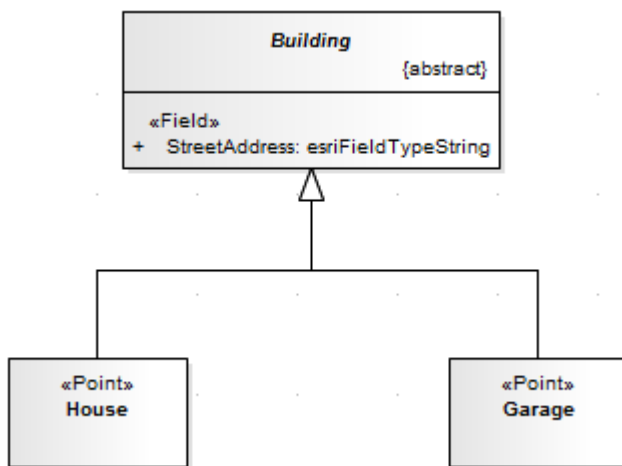 Building
{abstract}
«Field»
+ StreetAddress: esriFieldTypeString
«Point»
House
«Point»
Garage